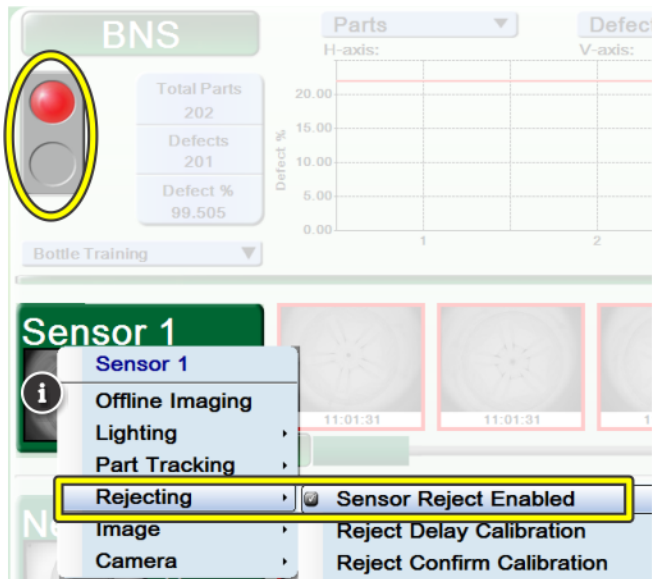 BNS
Parts
Defect
H-axis:
V-axis:
Total Parts
202
Defects
201
Defect %
99.505
Defect %
20.00
15.00
10.00
5.00
0.00
1
2
Bottle Training
Sensor 1
i
Sensor 1
Offline Imaging
Lighting
Part Tracking
Rejecting
Image
Camera
Sensor Reject Enabled
Reject Delay Calibration
Reject Confirm Calibration
11:01:31
11:01:31
1